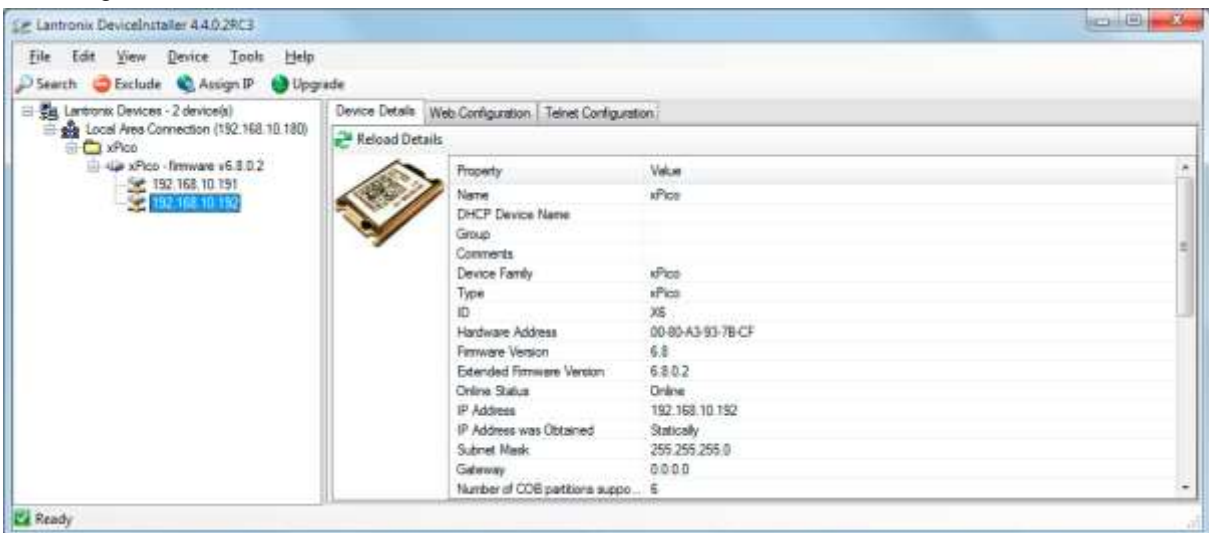 Lantronix DeviceInstaller 4.4.0.2RC3
File Edit View Device Tools Help
Search Exclude Assign IP Upgrade
Lantronix Devices - 2 device(s)
Local Area Connection (192.168.10.180)
xPico
xPico - firmware v6.8.0.2
192.168.10.191
192.168.10.192
Device Details Web Configuration Telnet Configuration
Reload Details
Property Value
Name xPico
DHCP Device Name
Group
Comments
Device Family xPico
Type xPico
ID X6
Hardware Address 00-80-A3-93-7B-CF
Firmware Version 6.8
Extended Firmware Version 6.8.0.2
Online Status Online
IP Address 192.168.10.192
IP Address was Obtained Statically
Subnet Mask 255.255.255.0
Gateway 0.0.0.0
Number of COB partitions suppo... 6
Ready